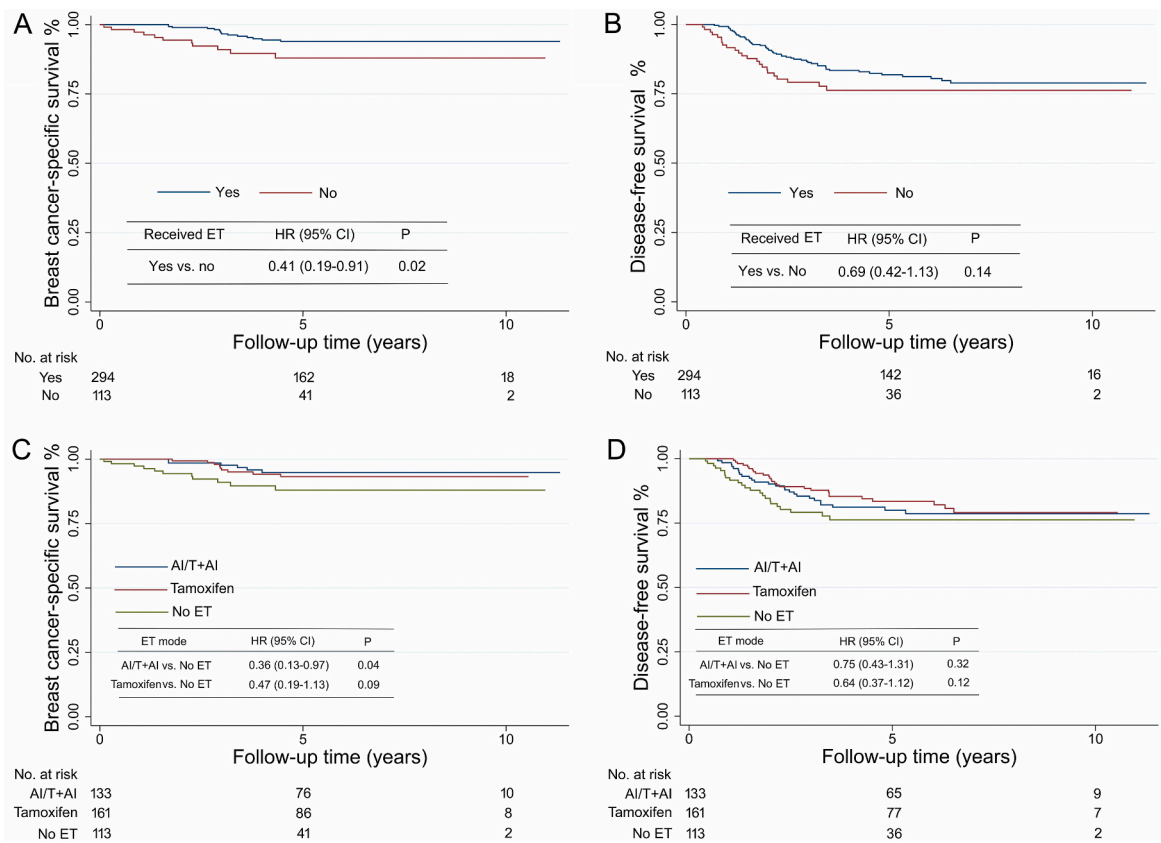 A
Breast cancer-specific survival %
1.00
0.75
0.50
0.25
0.00
Yes No
Received ET HR (95% CI) P
Yes vs. no 0.41 (0.19-0.91) 0.02
0 5 10
Follow-up time (years)
No. at risk
Yes 294 162 18
No 113 41 2
B
Disease-free survival %
1.00
0.75
0.50
0.25
0.00
Yes No
Received ET HR (95% CI) P
Yes vs. No 0.69 (0.42-1.13) 0.14
0 5 10
Follow-up time (years)
No. at risk
Yes 294 142 16
No 113 36 2
C
Breast cancer-specific survival %
1.00
0.75
0.50
0.25
0.00
AI/T+AI
Tamoxifen
No ET
ET mode HR (95% CI) P
AI/T+AI vs. No ET 0.36 (0.13-0.97) 0.04
Tamoxifen vs. No ET 0.47 (0.19-1.13) 0.09
0 5 10
Follow-up time (years)
No. at risk
AI/T+AI 133 76 10
Tamoxifen 161 86 8
No ET 113 41 2
D
Disease-free survival %
1.00
0.75
0.50
0.25
0.00
AI/T+AI
Tamoxifen
No ET
ET mode HR (95% CI) P
AI/T+AI vs. No ET 0.75 (0.43-1.31) 0.32
Tamoxifen vs. No ET 0.64 (0.37-1.12) 0.12
0 5 10
Follow-up time (years)
No. at risk
AI/T+AI 133 65 9
Tamoxifen 161 77 7
No ET 113 36 2